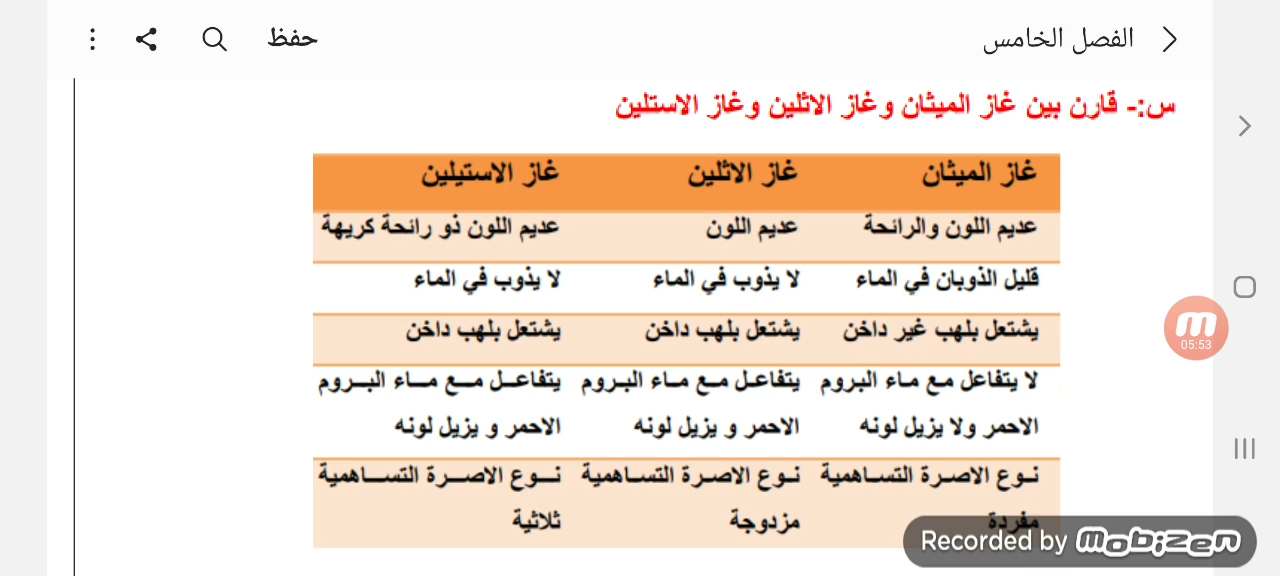 الفصل الخامس
حفظ
س:- قارن بين غاز الميثان وغاز الاثلين وغاز الاستلين
غاز الميثان غاز الاثلين غاز الاستيلين
عديم اللون والرائحة عديم اللون عديم اللون ذو رائحة كريهة
قليل الذوبان في الماء لا يذوب في الماء لا يذوب في الماء
يشتعل بلهب غير داخن يشتعل بلهب داخن يشتعل بلهب داخن
لا يتفاعل مع ماء البروم يتفاعل مع ماء البروم يتفاعل مع ماء البروم
الاحمر ولا يزيل لونه الاحمر و يزيل لونه الاحمر و يزيل لونه
نوع الاصرة التساهمية نوع الاصرة التساهمية نوع الاصرة التساهمية
مفردة مزدوجة ثلاثية
05:53
Recorded by mobizen